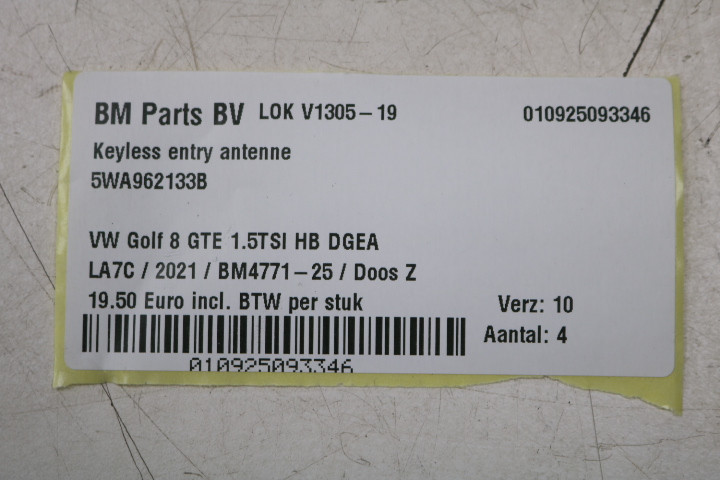 BM Parts BV LOK V1305-19 010925093346
Keyless entry antenne
5WA962133B
VW Golf 8 GTE 1.5TSI HB DGEA
LA7C / 2021 / BM4771-25 / Doos Z
19.50 Euro incl. BTW per stuk Verz: 10
Aantal: 4
010925093346